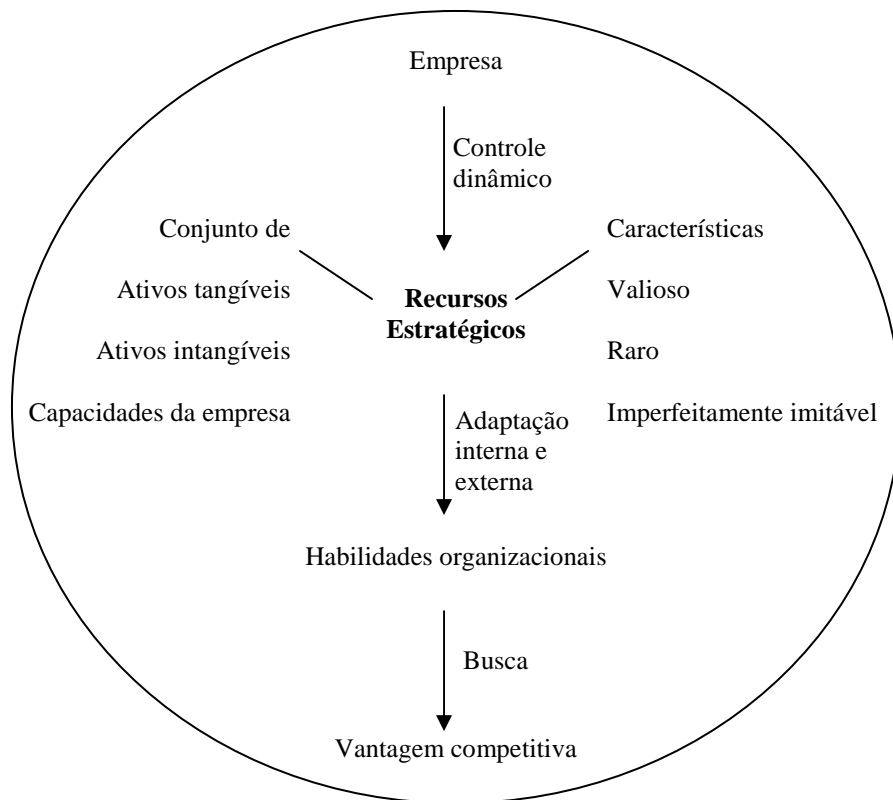 Empresa
Controle
dinâmico
Conjunto de
Ativos tangíveis
Ativos intangíveis
Capacidades da empresa
Recursos
Estratégicos
Características
Valioso
Raro
Imperfeitamente imitável
Adaptação
interna e
externa
Habilidades organizacionais
Busca
Vantagem competitiva